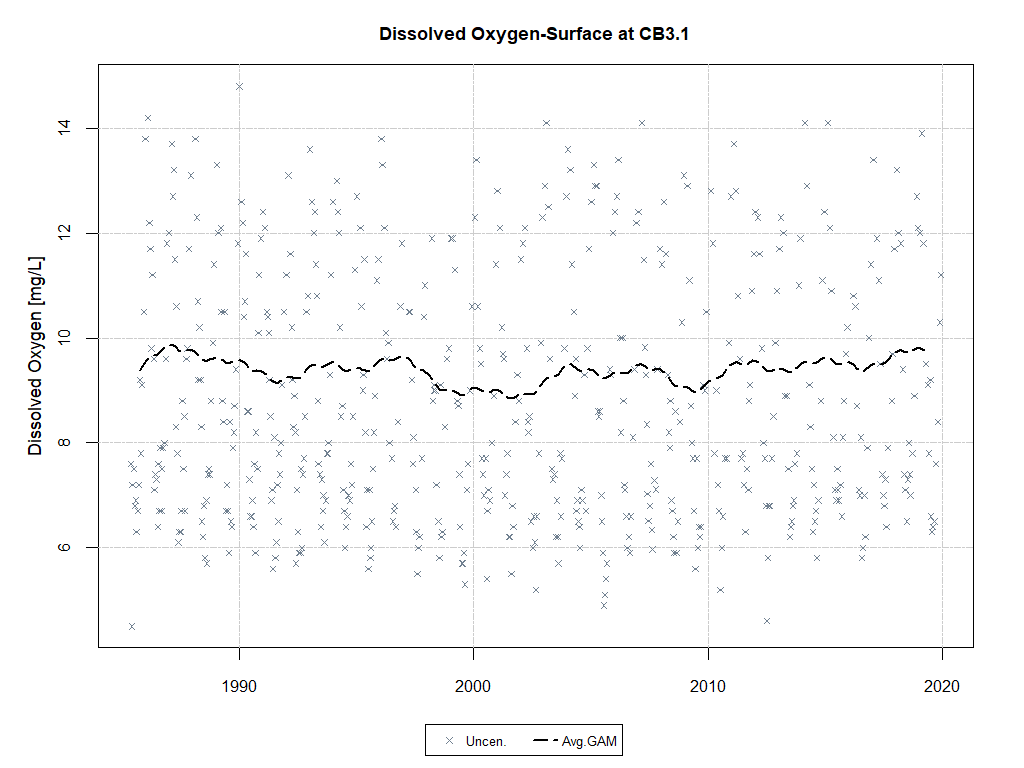 Dissolved Oxygen-Surface at CB3.1
Dissolved Oxygen [mg/L]
14
12
10
8
6
1990
2000
2010
2020
Uncen.
Avg.GAM